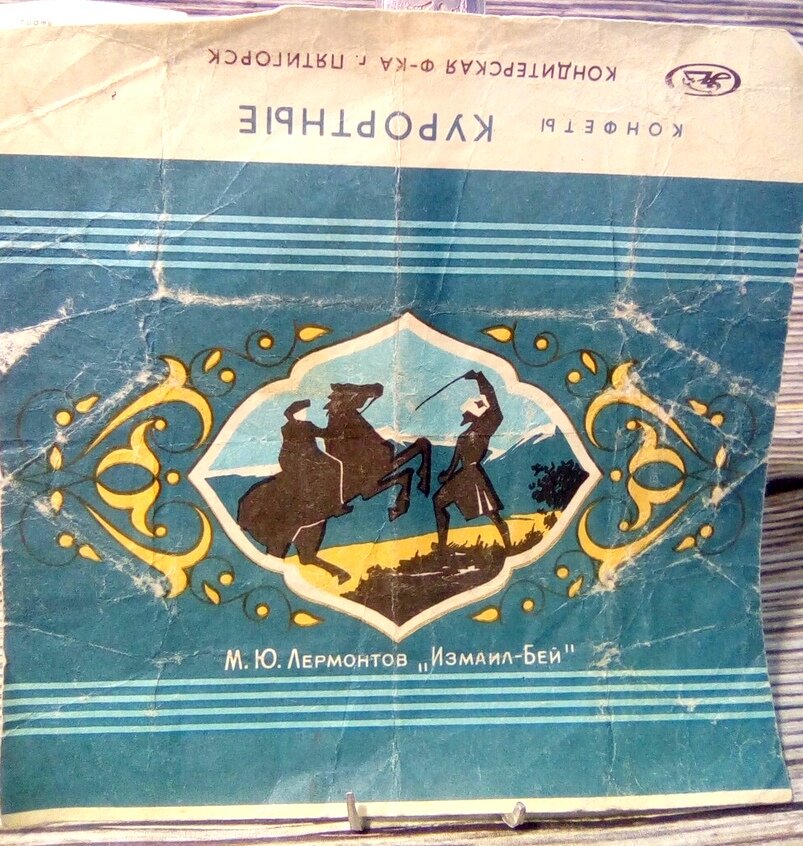 КОНДИТЕРСКАЯ Ф-КА г. ПЯТИГОРСК
КОНФЕТЫ КУРОРТНЫЕ
М. Ю. ЛЕРМОНТОВ „ИЗМАИЛ-БЕЙ"